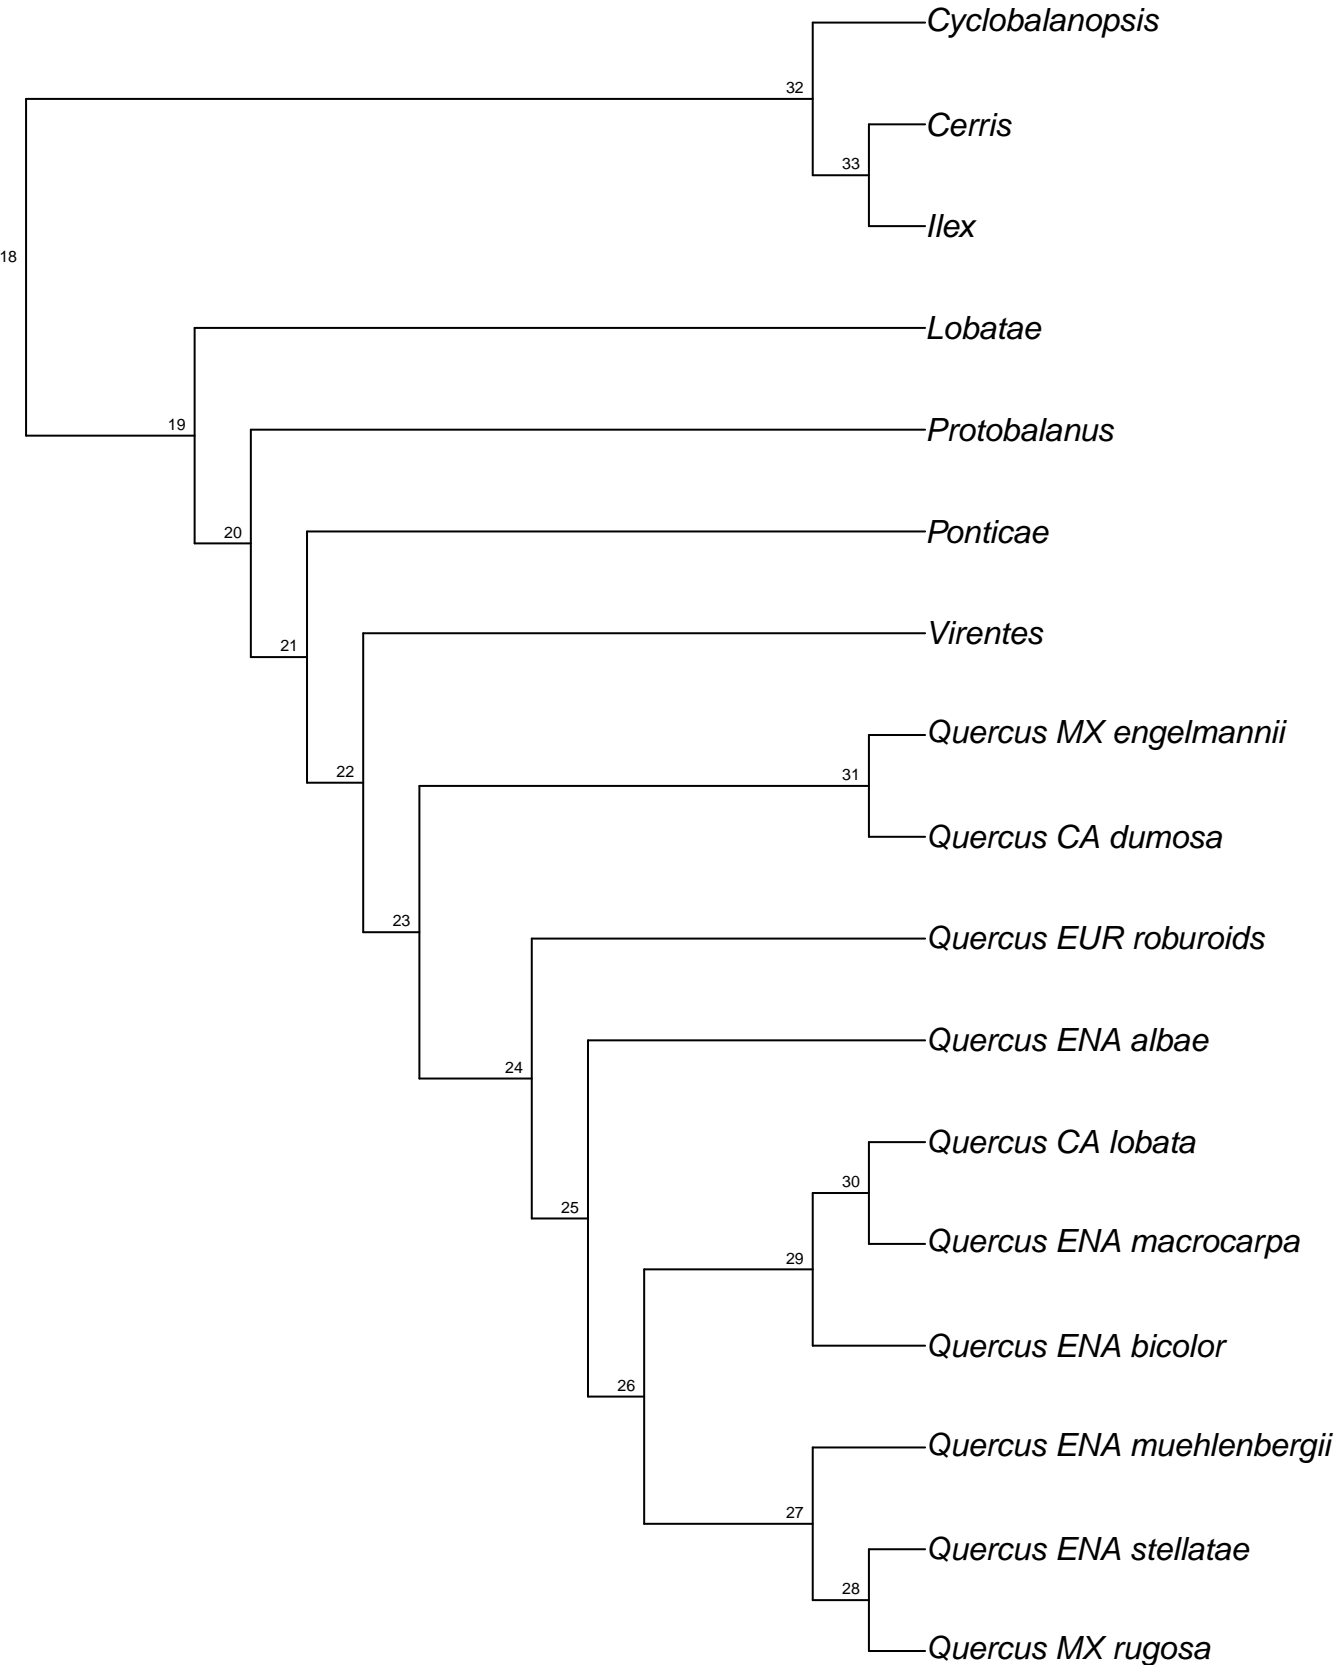 Cyclobalanopsis
32
Cerris
33
Ilex
18
Lobatae
19
Protobalanus
20
Ponticae
21
Virentes
Quercus MX engelmannii
22
31
Quercus CA dumosa
23
Quercus EUR roburoids
Quercus ENA albae
24
Quercus CA lobata
30
25
Quercus ENA macrocarpa
29
Quercus ENA bicolor
26
Quercus ENA muehlenbergii
27
Quercus ENA stellatae
28
Quercus MX rugosa